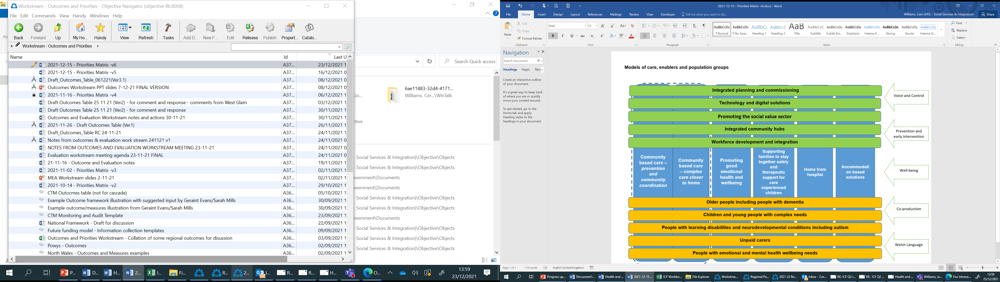 Workstream - Outcomes and Priorities - Objective Navigator (objective-ilb:8008)
File Edit Commands View Handy Windows Help
Back Forward Up My Ho... Handy View Refresh Tasks Add D... New F... Edit Release Publish Propert... Catalo...
« Workstream - Outcomes and Priorities
Name Id Last U
2021-12-15 - Priorities Matrix -v6 A37... 23/12/2021 1
2021-12-15 - Priorities Matrix -v5 A37... 16/12/2021 0
Draft_Outcomes_Table_061221(Ver3.1) A37... 08/12/2021 0
Outcomes Workstream PPT slides 7-12-21 FINAL VERSION A37... 08/12/2021 0
2021-11-16 - Priorities Matrix -v4 A37... 06/12/2021 1
Draft Outcomes Table 25 11 21 (Ver2) - for comment and response - comments from West Glam A37... 03/12/2021 1
Draft Outcomes Table 25 11 21 (Ver2) - for comment and response A37... 30/11/2021 1
Outcomes and Evaluation Workstream notes and actions 30-11-21 A37... 30/11/2021 1
2021-11-26 - Draft Outcomes Table (Ver1) A37... 26/11/2021 1
Draft_Outcomes_Table RC 24-11-21 A37... 24/11/2021 1
Notes from outcomes & evaluation work stream 241121 v1 A37... 24/11/2021 0
NOTES FROM OUTCOMES AND EVALUATION WORKSTREAM MEETING 23-11-21 A37... 24/11/2021 0
Evaluation workstream meeting agenda 23-11-21 FINAL A37... 24/11/2021 0
21-11-16 - Outcome and Evaluation notes A37... 19/11/2021 1
2021-11-02 - Priorities Matrix -v3 A37... 02/11/2021 1
MEA Workstream slides 2-11-21 A37... 02/11/2021 1
2021-10-14 - Priorities Matrix -v2 A37... 29/10/2021 1
CTM Outocmes table (not for cascade) A36... 05/10/2021 1
Example Outcome framework illustration with suggested input by Geraint Evans/Sarah Mills A36... 30/09/2021 1
Example outcome/measures illustration from Geraint Evans/Sarah Mills A36... 30/09/2021 1
CTM Monitoring and Audit Template A36... 23/09/2021 1
National Framework - Draft for discussion A36... 22/09/2021 1
Future funding model - Information collection templates A36... 09/09/2021 1
Outcomes and Priorities Workstream - Collation of some regional outcomes for disussion A36... 03/09/2021 1
Powys - Outcomes A36... 02/09/2021 1
North Wales - Outcomes and Measures examples A36... 02/09/2021 1
Search Quick access
6ae11483-32d4-4171...
Go... Williams, Cer...\WinTalk
ctive
- Social Services & Integration)\Objective\Objects
- Social Services & Integration)\Objective\Objects
vernment\Documents
vernment\Documents
- Social Services & Integration)\Objective\Objects
- Social Services & Integration)\Objective\Objects
vernment\Documents
- Social Services & Integration)\Objective\Objects
- Social Services & Integration)\Objective\Objects
- Social Services & Integration)\Objective\Objects
P... D... H... 2... I... Fi... R... 2... I... R... R... H... O...
13:59
23/12/2021
2021-12-15 - Priorities Matrix -v6.docx - Word
File Home Insert Design Layout References Mailings Review View Developer Tell me what you want to do...
Williams, Cerri (HSS - Social Services & Integration) Share
Paste Cut Copy Format Painter
Clipboard
Arial 12
Font
Paragraph
AaBbCcDc AaBbCcDc AaBbCc AaBbCcC AaB AaBbCcC AaBbCcDc AaBbCcDc AaBbCcDc AaBbCcDc AaBbCcDc AaBbCcDc
¶ Normal ¶ No Spac... Heading 1 Heading 2 Title Subtitle Subtle Em... Emphasis Intense E... Strong Quote Intense Q...
Styles
Find
Replace
Select
Editing
Navigation
Search document
Headings Pages Resu
Create an interactive outline
of your document.
It's a great way to keep track
of where you are or quickly
move your content around.
To get started, go to the
Home tab and apply
Heading styles to the
headings in your document.
Models of care, enablers and population groups
Integrated planning and commissioning
Technology and digital solutions
Promoting the social value sector
Integrated community hubs
Workforce development and integration
Community
based care –
prevention
and
community
coordination
Community
based care
– complex
care closer
to home
Promoting
good
emotional
health and
wellbeing
Supporting
families to stay
together safely
and
therapeutic
support for
care
experienced
children
Home from
hospital
Accommodati
on based
solutions
Older people including people with dementia
Children and young people with complex needs
People with learning disabilities and neurodevelopmental conditions including autism
Unpaid carers
People with emotional and mental health wellbeing needs
Voice and Control
Prevention and
early intervention
Well-being
Co-production
Welsh Language
Page 1 of 1 110 words English (United Kingdom)
Progress up... Document1... Health and ... 2021-12-15 ... ICF Workbo... File Explorer Workstrea... Regional Pa... 2021-22 Re... Inbox - Cer... RE: ICF Q2 r... RE: ICF Q2 ... Health and ... Williams, la... Our Intrane...
13:59
23/12/2021